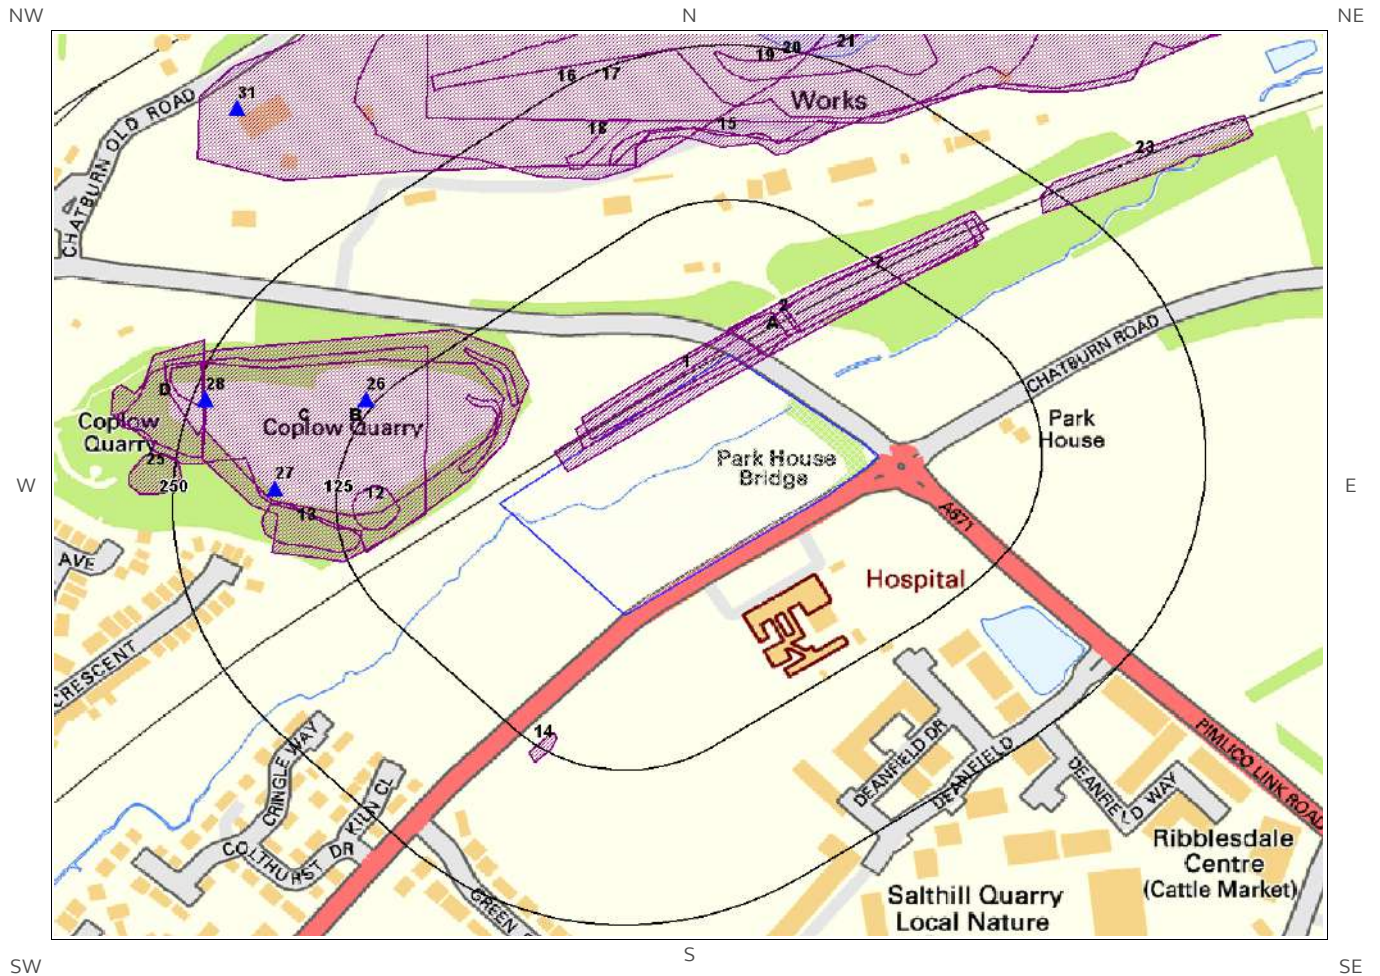 NW
N
NE
21
20
19
16
17
31
Works
15
18
23
CHATBURN OLD ROAD
7
2
A
1
CHATBURN ROAD
D
28
26
C
B
Coplow
Quarry
Coplow Quarry
Park
House
25
27
Park House
Bridge
W
250
125
12
E
13
A671
AVE
Hospital
CRESCENT
14
CRINGLE WAY
KILN CL
COLTHURST DR
DEANFIELD DR
DEANFIELD
DEANFIELD WAY
PIMLICO LINK ROAD
Ribblesdale
Centre
(Cattle Market)
GREEN
Salthill Quarry
Local Nature
SW
S
SE